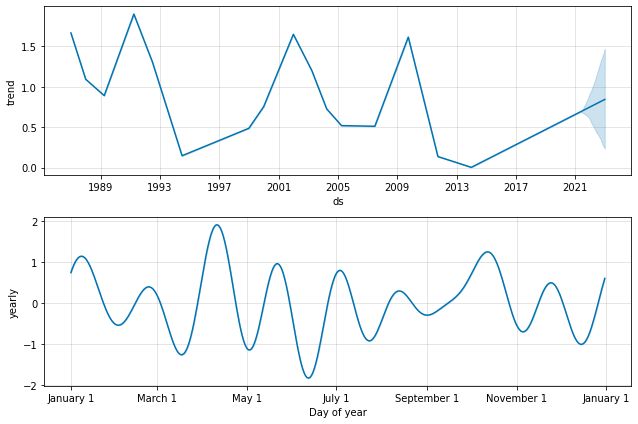 trend
1.5
1.0
0.5
0.0
1989 1993 1997 2001 2005 2009 2013 2017 2021
ds
yearly
2
1
0
−1
−2
January 1 March 1 May 1 July 1 September 1 November 1 January 1
Day of year